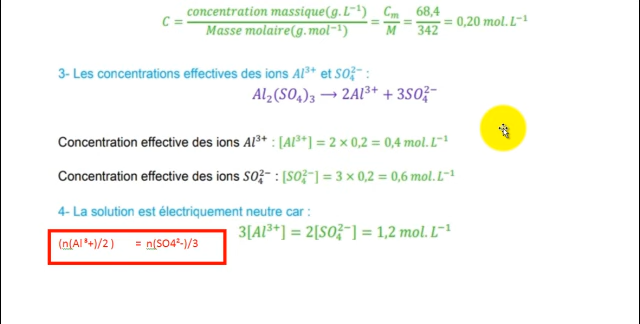 C = concentration massique(g. L⁻¹) / Masse molaire(g. mol⁻¹) = Cₘ / M = 68,4 / 342 = 0,20 mol. L⁻¹
3- Les concentrations effectives des ions Al³⁺ et SO₄²⁻ :
Al₂(SO₄)₃ → 2Al³⁺ + 3SO₄²⁻
Concentration effective des ions Al³⁺ : [Al³⁺] = 2 × 0,2 = 0,4 mol. L⁻¹
Concentration effective des ions SO₄²⁻ : [SO₄²⁻] = 3 × 0,2 = 0,6 mol. L⁻¹
4- La solution est électriquement neutre car :
3[Al³⁺] = 2[SO₄²⁻] = 1,2 mol. L⁻¹
(n(Al³+)/2 ) = n(SO4²-)/3